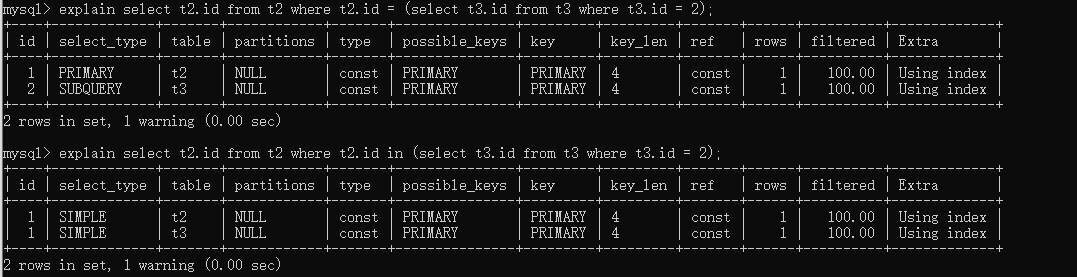 mysql> explain select t2.id from t2 where t2.id = (select t3.id from t3 where t3.id = 2);
+----+-------------+-------+------------+-------+---------------+---------+---------+-------+------+----------+-------------+
| id | select_type | table | partitions | type  | possible_keys | key     | key_len | ref   | rows | filtered | Extra       |
+----+-------------+-------+------------+-------+---------------+---------+---------+-------+------+----------+-------------+
|  1 | PRIMARY     | t2    | NULL       | const | PRIMARY       | PRIMARY | 4       | const |    1 |   100.00 | Using index |
|  2 | SUBQUERY    | t3    | NULL       | const | PRIMARY       | PRIMARY | 4       | const |    1 |   100.00 | Using index |
+----+-------------+-------+------------+-------+---------------+---------+---------+-------+------+----------+-------------+
2 rows in set, 1 warning (0.00 sec)
mysql> explain select t2.id from t2 where t2.id in (select t3.id from t3 where t3.id = 2);
+----+-------------+-------+------------+-------+---------------+---------+---------+-------+------+----------+-------------+
| id | select_type | table | partitions | type  | possible_keys | key     | key_len | ref   | rows | filtered | Extra       |
+----+-------------+-------+------------+-------+---------------+---------+---------+-------+------+----------+-------------+
|  1 | SIMPLE      | t2    | NULL       | const | PRIMARY       | PRIMARY | 4       | const |    1 |   100.00 | Using index |
|  1 | SIMPLE      | t3    | NULL       | const | PRIMARY       | PRIMARY | 4       | const |    1 |   100.00 | Using index |
+----+-------------+-------+------------+-------+---------------+---------+---------+-------+------+----------+-------------+
2 rows in set, 1 warning (0.00 sec)